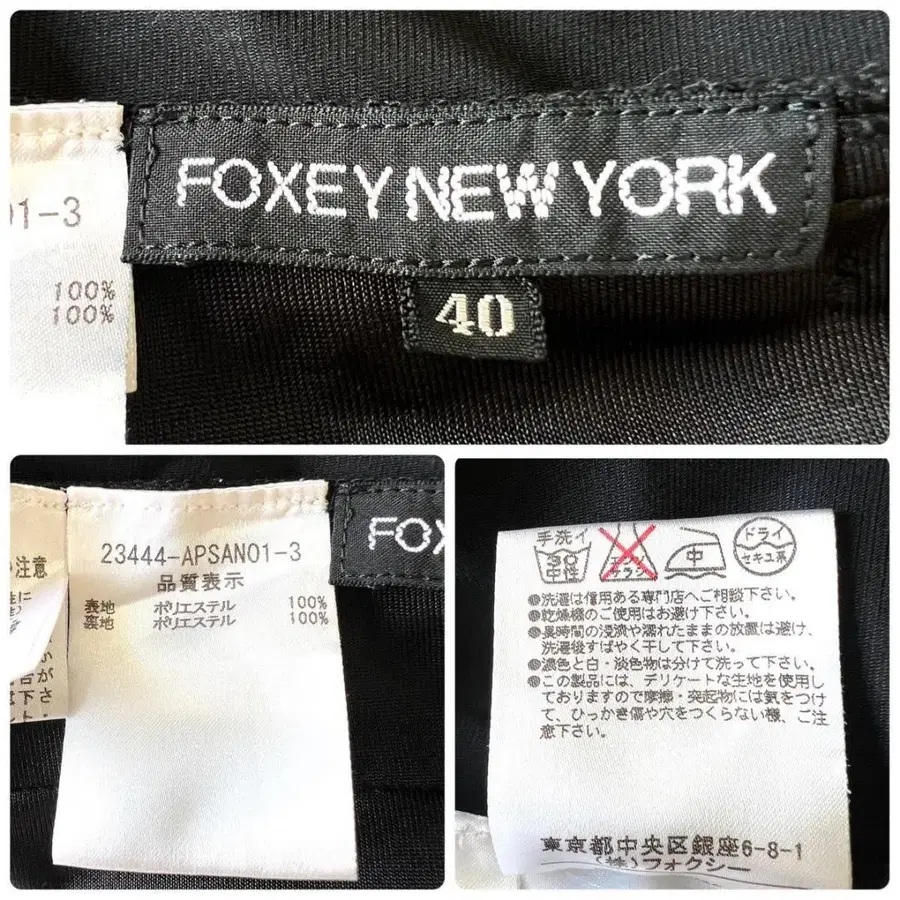 01-3
100%
100%
FOXEY NEW YORK
40
注意
23444-APSAN01-3
品質表示
表地 ポリエステル 100%
裏地 ポリエステル 100%
FOX
手洗イ
30
中性
エンソ
サラシ
中
ドライ
セキユ系
●洗濯は信用ある専門店へご相談下さい。
●乾燥機のご使用はお避け下さい。
●長時間の浸漬や濡れたままの放置は避け、
洗濯後すばやく干して下さい。
●濃色と白・淡色物は分けて洗って下さい。
●この製品には、デリケートな生地を使用し
ておりますので摩擦・突起物には気をつけ
て、ひっかき傷や穴をつくらない様、ご注
意下さい。
東京都中央区銀座6-8-1
(株)フォクシー